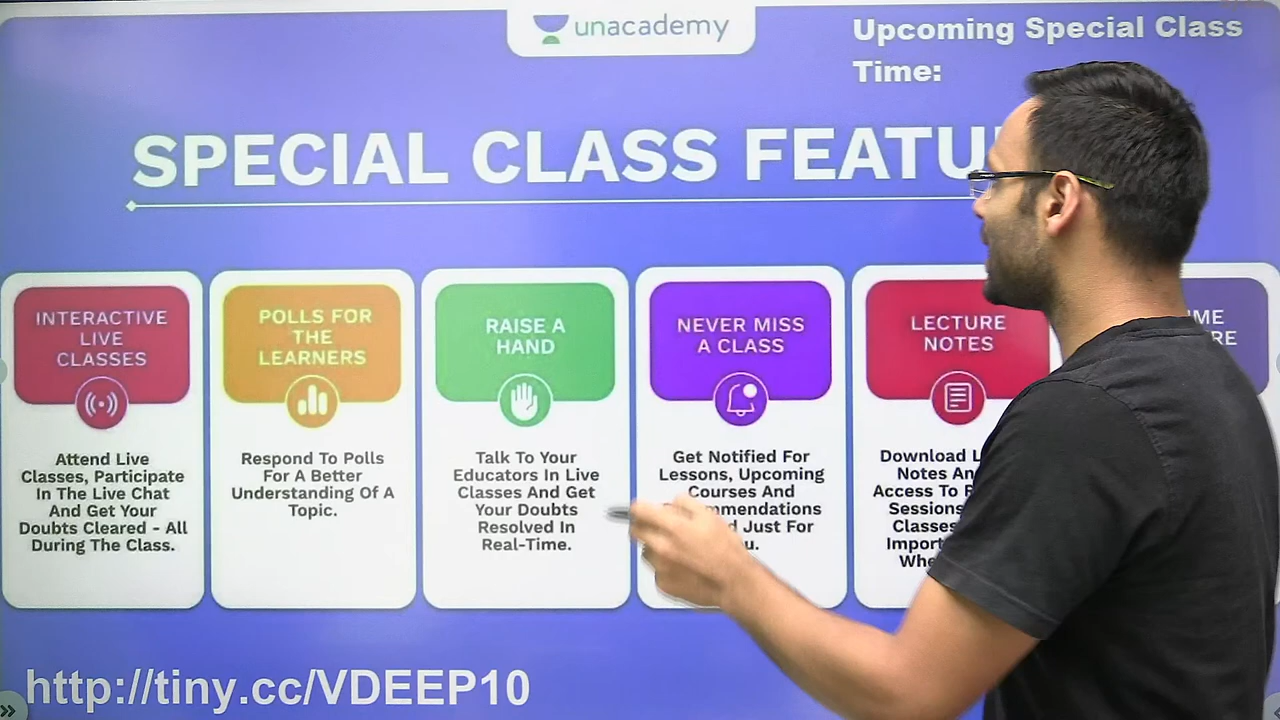 unacademy
Upcoming Special Class
Time:
SPECIAL CLASS
INTERACTIVE
LIVE
CLASSES
Attend Live
Classes, Participate
In The Live Chat
And Get Your
Doubts Cleared - All
During The Class.
POLLS FOR
THE
LEARNERS
Respond To Polls
For A Better
Understanding Of A
Topic.
RAISE A
HAND
Talk To Your
Educators In Live
Classes And Get
Your Doubts
Resolved In
Real-Time.
NEVER MISS
A CLASS
Get Notified For
Lessons, Upcoming
Courses And
Just For
LECTURE
NOTES
Download
Notes
Access To
Sessions
Classes
http://tiny.cc/VDEEP10